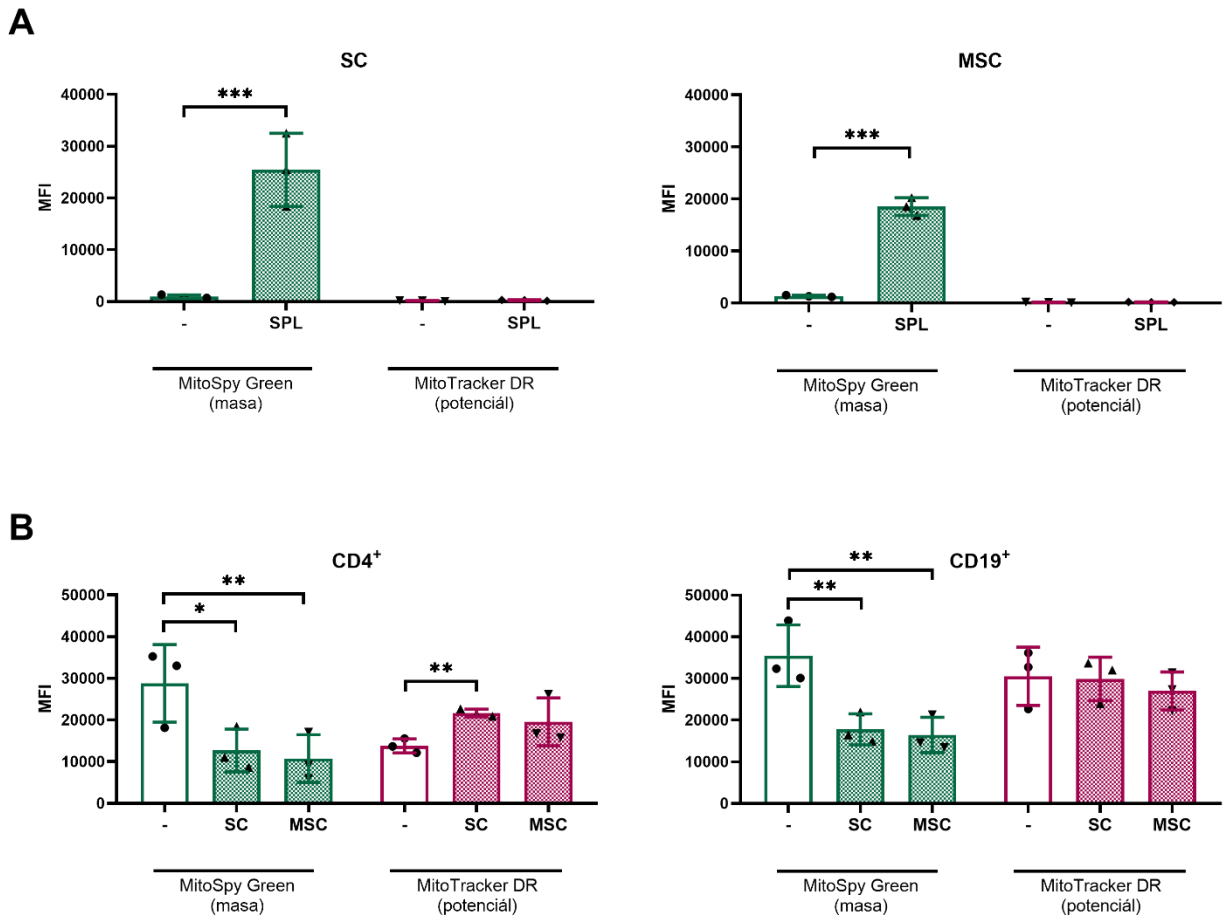 A
SC
MSC
MFI
40000
30000
20000
10000
0
***
-
SPL
-
SPL
MitoSpy Green
(masa)
MitoTracker DR
(potenciál)
MFI
40000
30000
20000
10000
0
***
-
SPL
-
SPL
MitoSpy Green
(masa)
MitoTracker DR
(potenciál)
B
CD4⁺
CD19⁺
MFI
50000
40000
30000
20000
10000
0
**
*
**
-
SC
MSC
-
SC
MSC
MitoSpy Green
(masa)
MitoTracker DR
(potenciál)
MFI
50000
40000
30000
20000
10000
0
**
**
-
SC
MSC
-
SC
MSC
MitoSpy Green
(masa)
MitoTracker DR
(potenciál)